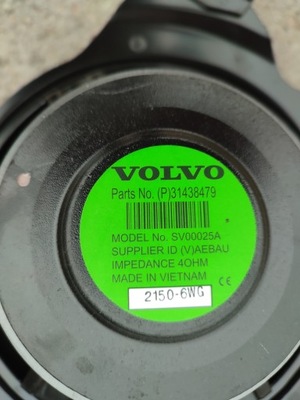 VOLVO
Parts No. (P)31438479
MODEL No. SV00025A
SUPPLIER ID (V)AEBAU
IMPEDANCE 4OHM
MADE IN VIETNAM CE
2150-6WG